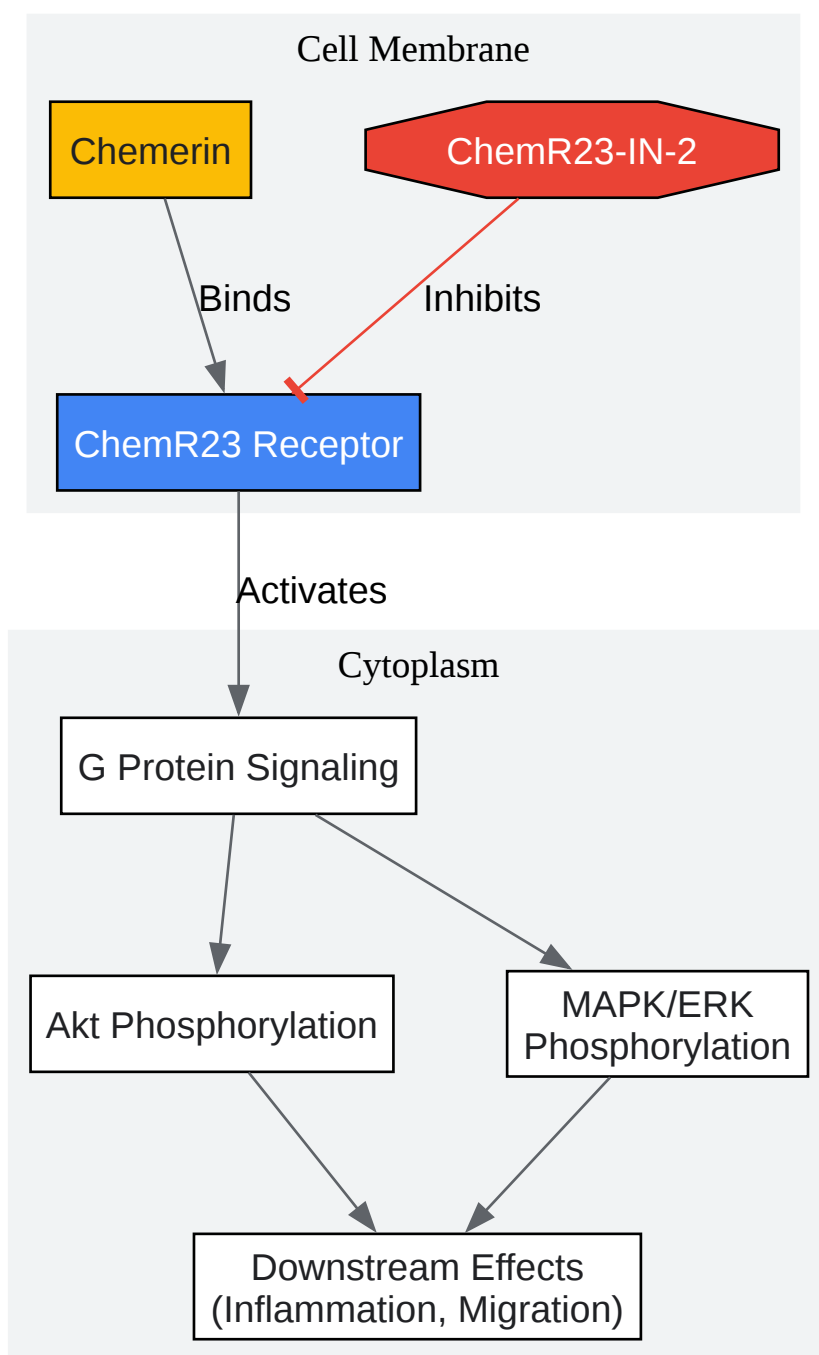 Cell Membrane
Chemerin
ChemR23-IN-2
Binds
Inhibits
ChemR23 Receptor
Activates
Cytoplasm
G Protein Signaling
Akt Phosphorylation
MAPK/ERK
Phosphorylation
Downstream Effects
(Inflammation, Migration)